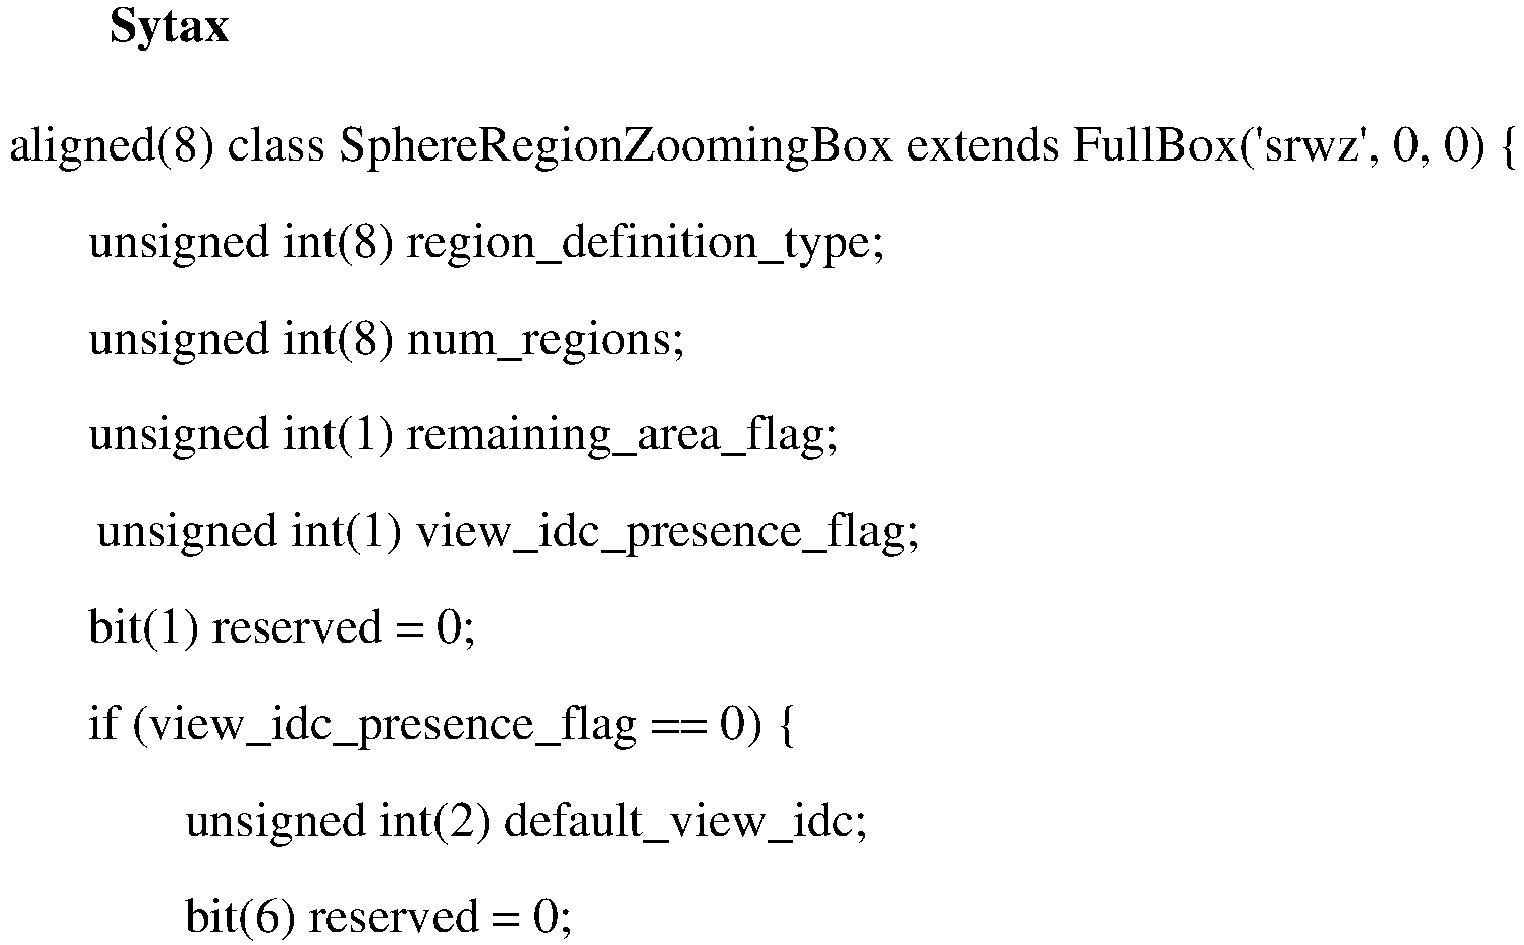 Sytax
aligned(8) class SphereRegionZoomingBox extends FullBox('srwz', 0, 0) {
unsigned int(8) region_definition_type;
unsigned int(8) num_regions;
unsigned int(1) remaining_area_flag;
unsigned int(1) view_idc_presence_flag;
bit(1) reserved = 0;
if (view_idc_presence_flag == 0) {
unsigned int(2) default_view_idc;
bit(6) reserved = 0;